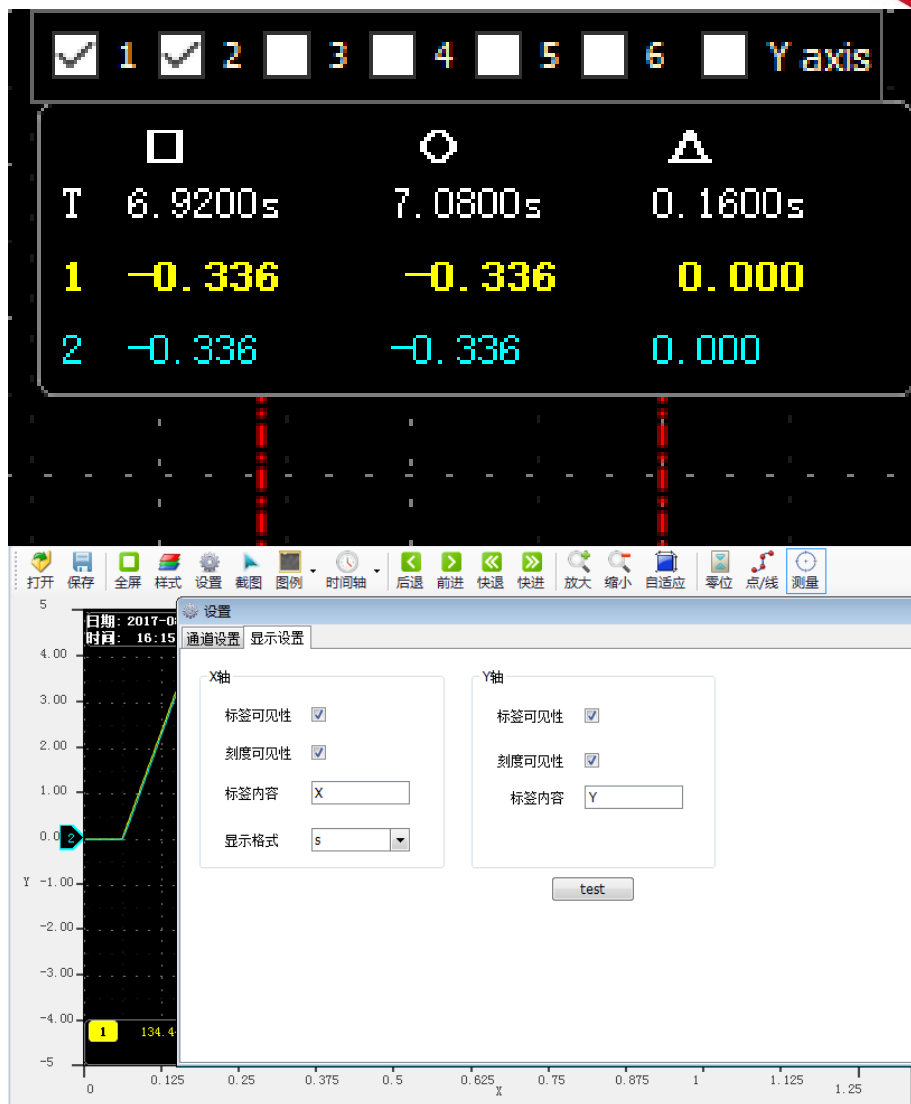 1 2 3 4 5 6 Y axis
T 6.9200s 7.0800s 0.1600s
1 -0.336 -0.336 0.000
2 -0.336 -0.336 0.000
打开 保存 全屏 样式 设置 截图 图例 时间轴 后退 前进 快退 快进 放大 缩小 自适应 零位 点/线 测量
5
日期: 2017-0
时间: 16:15
4.00
3.00
2.00
1.00
0.0
2
Y -1.00
-2.00
-3.00
-4.00
1 134.4
-5
设置
通道设置 显示设置
X轴
标签可见性
刻度可见性
标签内容 X
显示格式 s
Y轴
标签可见性
刻度可见性
标签内容 Y
test
0 0.125 0.25 0.375 0.5 0.625 0.75 0.875 1 1.125 1.25
X